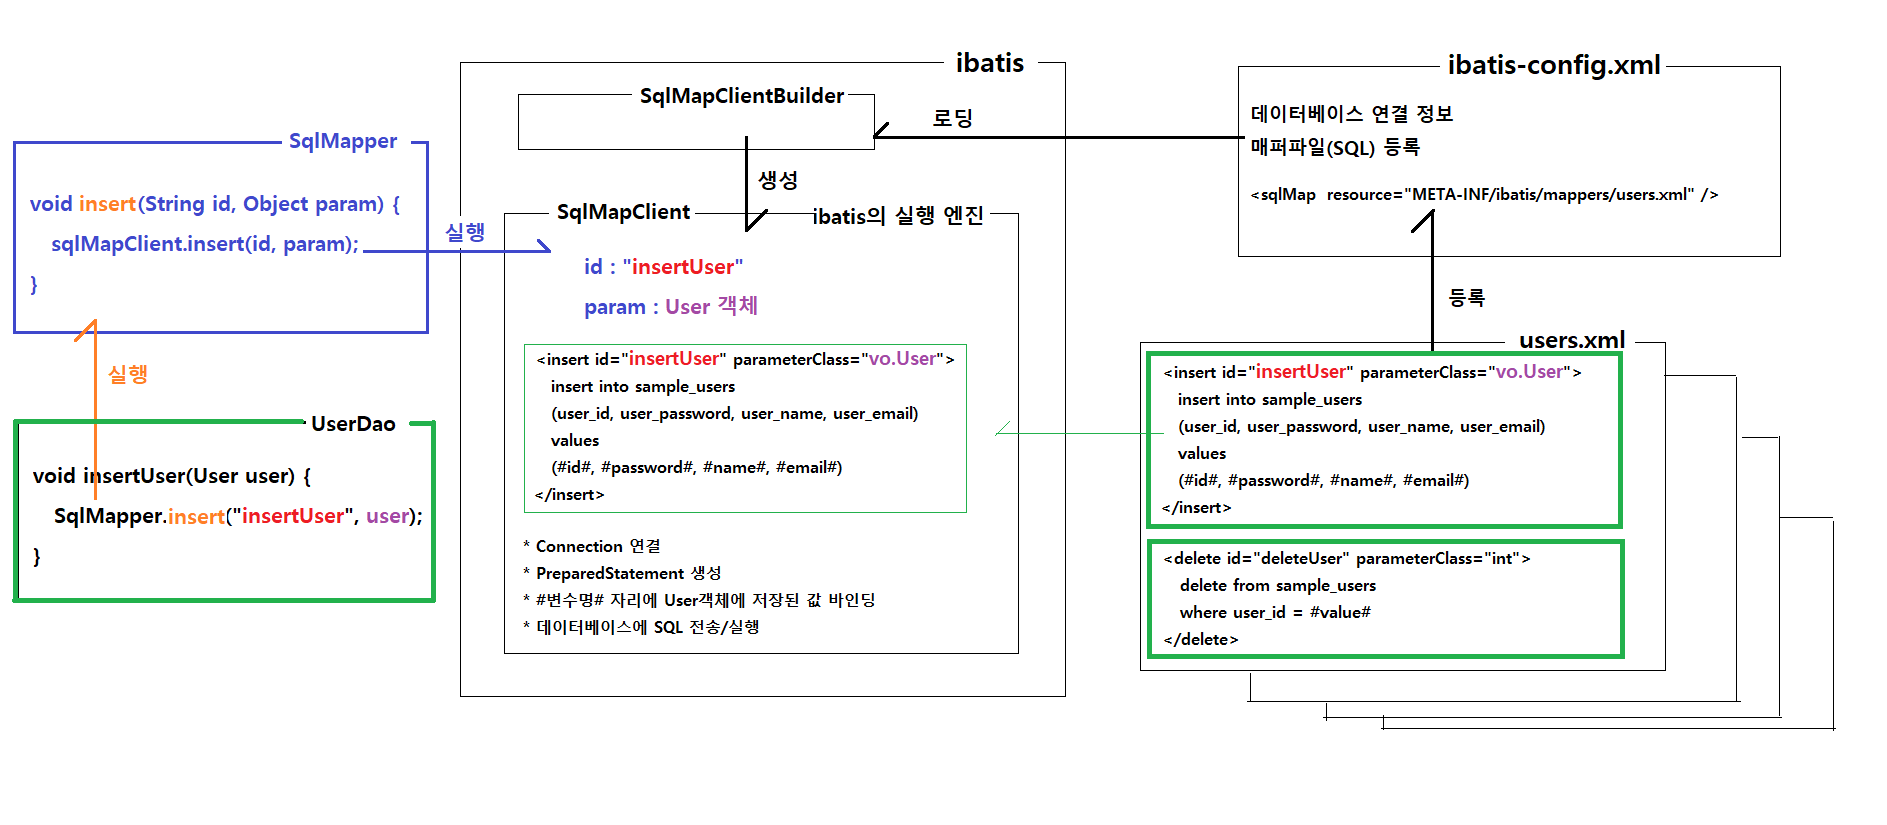 SqlMapper
void insert(String id, Object param) {
sqlMapClient.insert(id, param);
}
실행
실행
UserDao
void insertUser(User user) {
SqlMapper.insert("insertUser", user);
}
ibatis
SqlMapClientBuilder
로딩
생성
SqlMapClient
ibatis의 실행 엔진
id : "insertUser"
param : User 객체
<insert id="insertUser" parameterClass="vo.User">
insert into sample_users
(user_id, user_password, user_name, user_email)
values
(#id#, #password#, #name#, #email#)
</insert>
* Connection 연결
* PreparedStatement 생성
* #변수명# 자리에 User객체에 저장된 값 바인딩
* 데이터베이스에 SQL 전송/실행
ibatis-config.xml
데이터베이스 연결 정보
매퍼파일(SQL) 등록
<sqlMap  resource="META-INF/ibatis/mappers/users.xml" />
등록
users.xml
<insert id="insertUser" parameterClass="vo.User">
insert into sample_users
(user_id, user_password, user_name, user_email)
values
(#id#, #password#, #name#, #email#)
</insert>
<delete id="deleteUser" parameterClass="int">
delete from sample_users
where user_id = #value#
</delete>